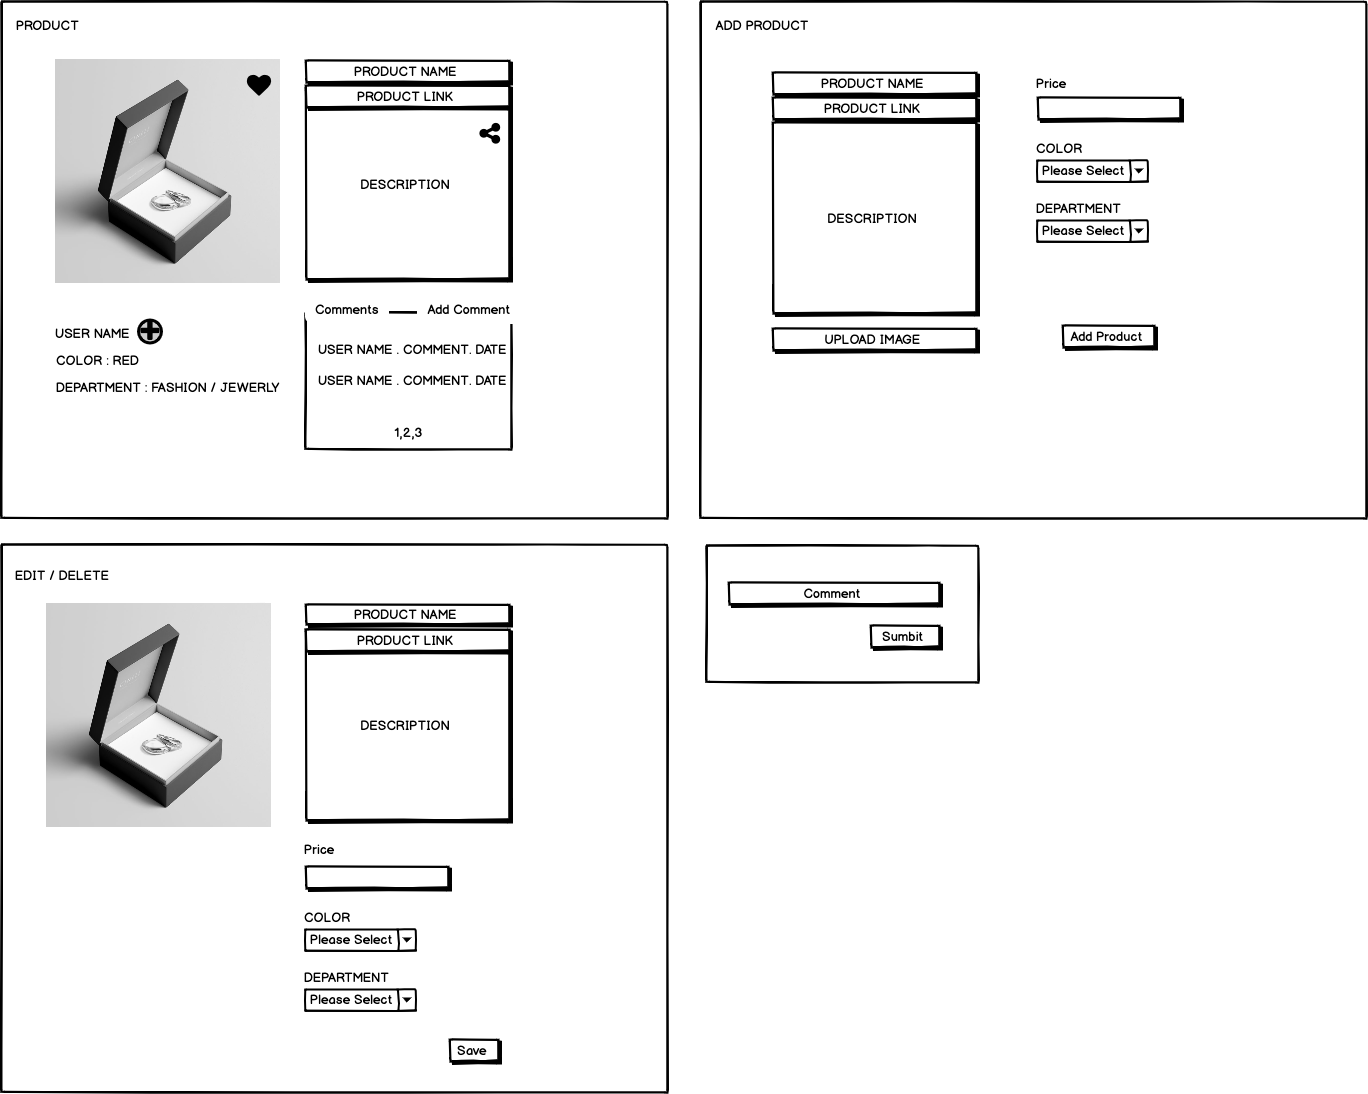 PRODUCT
PRODUCT NAME
PRODUCT LINK
DESCRIPTION
USER NAME
COLOR : RED
DEPARTMENT : FASHION / JEWERLY
Comments
Add Comment
USER NAME . COMMENT. DATE
USER NAME . COMMENT. DATE
1,2,3
ADD PRODUCT
PRODUCT NAME
PRODUCT LINK
DESCRIPTION
UPLOAD IMAGE
Price
COLOR
Please Select
DEPARTMENT
Please Select
Add Product
EDIT / DELETE
PRODUCT NAME
PRODUCT LINK
DESCRIPTION
Price
COLOR
Please Select
DEPARTMENT
Please Select
Save
Comment
Sumbit